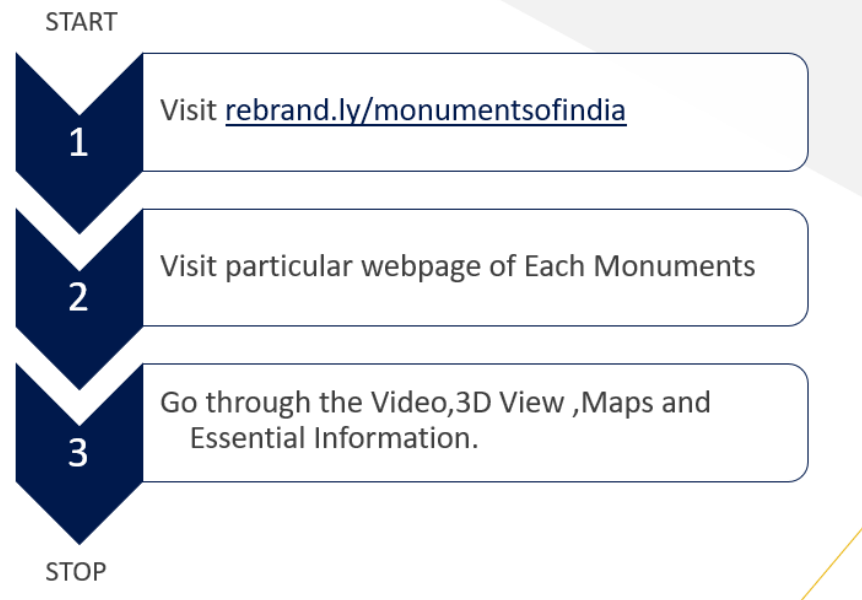 START
1
Visit rebrand.ly/monumentsofindia
2
Visit particular webpage of Each Monuments
3
Go through the Video,3D View ,Maps and
Essential Information.
STOP